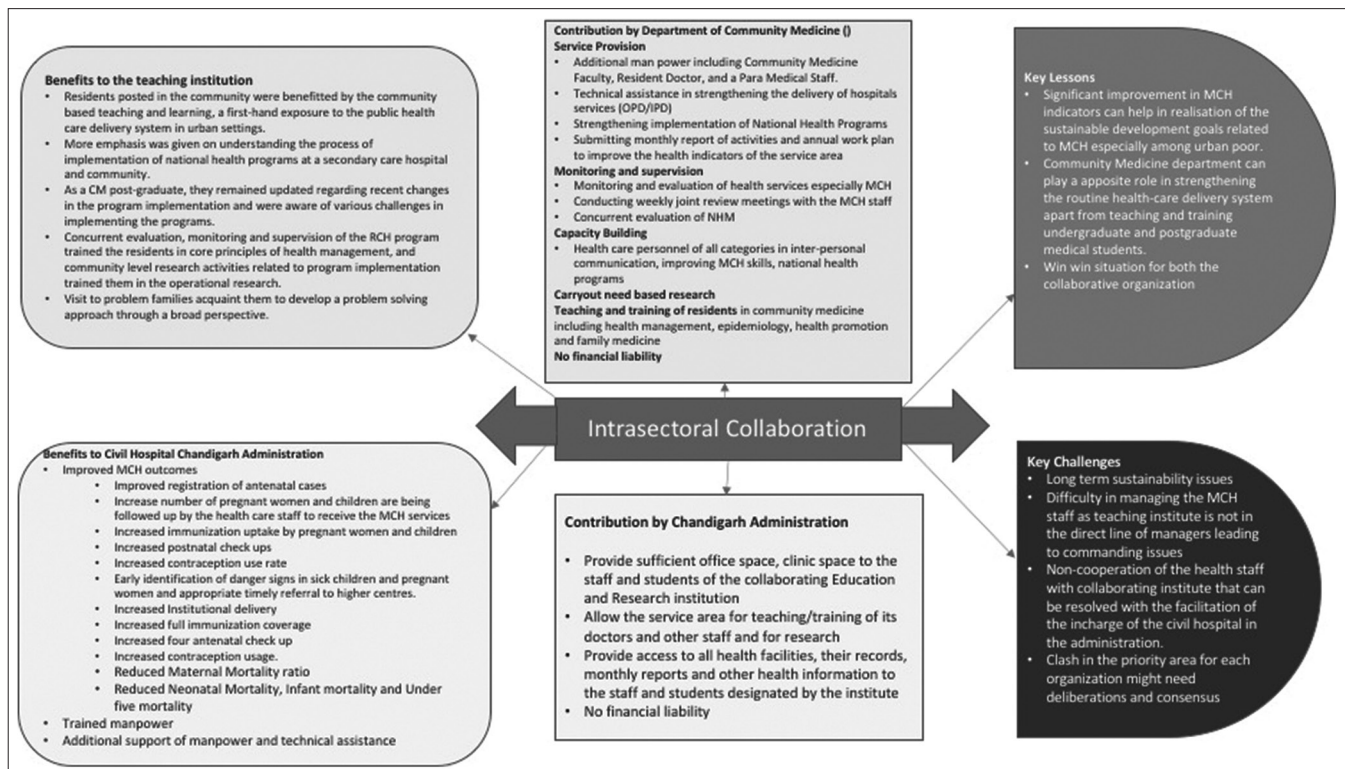 Benefits to the teaching institution
• Residents posted in the community were benefitted by the community
based teaching and learning, a first-hand exposure to the public health
care delivery system in urban settings.
• More emphasis was given on understanding the process of
implementation of national health programs at a secondary care hospital
and community.
• As a CM post-graduate, they remained updated regarding recent changes
in the program implementation and were aware of various challenges in
implementing the programs.
• Concurrent evaluation, monitoring and supervision of the RCH program
trained the residents in core principles of health management, and
community level research activities related to program implementation
trained them in the operational research.
• Visit to problem families acquaint them to develop a problem solving
approach through a broad perspective.
Contribution by Department of Community Medicine ()
Service Provision
• Additional man power including Community Medicine
Faculty, Resident Doctor, and a Para Medical Staff.
• Technical assistance in strengthening the delivery of hospitals
services (OPD/IPD)
• Strengthening implementation of National Health Programs
• Submitting monthly report of activities and annual work plan
to improve the health indicators of the service area
Monitoring and supervision
• Monitoring and evaluation of health services especially MCH
• Conducting weekly joint review meetings with the MCH staff
• Concurrent evaluation of NHM
Capacity Building
• Health care personnel of all categories in inter-personal
communication, improving MCH skills, national health
programs
Carryout need based research
Teaching and training of residents in community medicine
including health management, epidemiology, health promotion
and family medicine
No financial liability
Key Lessons
• Significant improvement in MCH
indicators can help in realisation of the
sustainable development goals related
to MCH especially among urban poor.
• Community Medicine department can
play a apposite role in strengthening
the routine health-care delivery system
apart from teaching and training
undergraduate and postgraduate
medical students.
• Win win situation for both the
collaborative organization
Intrasectoral Collaboration
Benefits to Civil Hospital Chandigarh Administration
• Improved MCH outcomes
• Improved registration of antenatal cases
• Increase number of pregnant women and children are being
followed up by the health care staff to receive the MCH services
• Increased immunization uptake by pregnant women and children
• Increased postnatal check ups
• Increased contraception use rate
• Early identification of danger signs in sick children and pregnant
women and appropriate timely referral to higher centres.
• Increased Institutional delivery
• Increased full immunization coverage
• Increased four antenatal check up
• Increased contraception usage.
• Reduced Maternal Mortality ratio
• Reduced Neonatal Mortality, Infant mortality and Under
five mortality
• Trained manpower
• Additional support of manpower and technical assistance
Contribution by Chandigarh Administration
• Provide sufficient office space, clinic space to the
staff and students of the collaborating Education
and Research institution
• Allow the service area for teaching/training of its
doctors and other staff and for research
• Provide access to all health facilities, their records,
monthly reports and other health information to
the staff and students designated by the institute
• No financial liability
Key Challenges
• Long term sustainability issues
• Difficulty in managing the MCH
staff as teaching institute is not in
the direct line of managers leading
to commanding issues
• Non-cooperation of the health staff
with collaborating institute that can
be resolved with the facilitation of
the incharge of the civil hospital in
the administration.
• Clash in the priority area for each
organization might need
deliberations and consensus